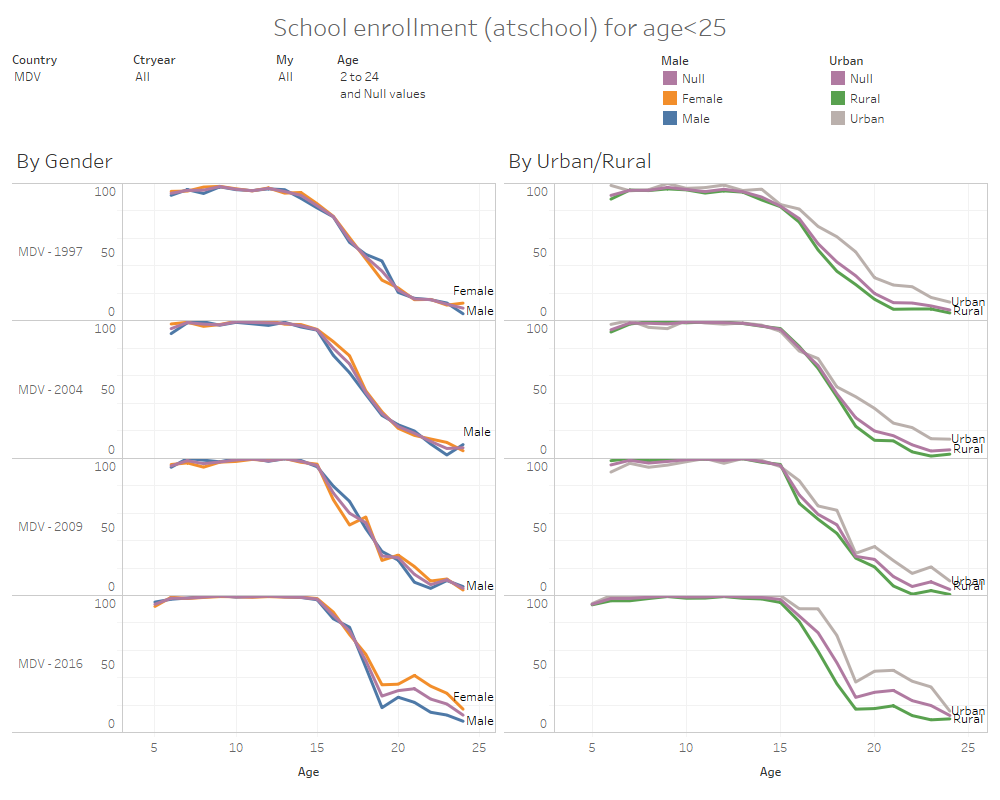 School enrollment (atschool) for age<25
Country Ctryear My Age Male Urban
MDV All All 2 to 24 Null Null
and Null values Female Rural
Male Urban
By Gender By Urban/Rural
100 100
MDV - 1997 50 50
Female Urban
0 Male 0 Rural
100 100
MDV - 2004 50 50
Male Urban
0 0 Rural
100 100
MDV - 2009 50 50
0 Male 0 Urban
Rural
100 100
MDV - 2016 50 50
Female Urban
0 Male 0 Rural
5 10 15 20 25 5 10 15 20 25
Age Age